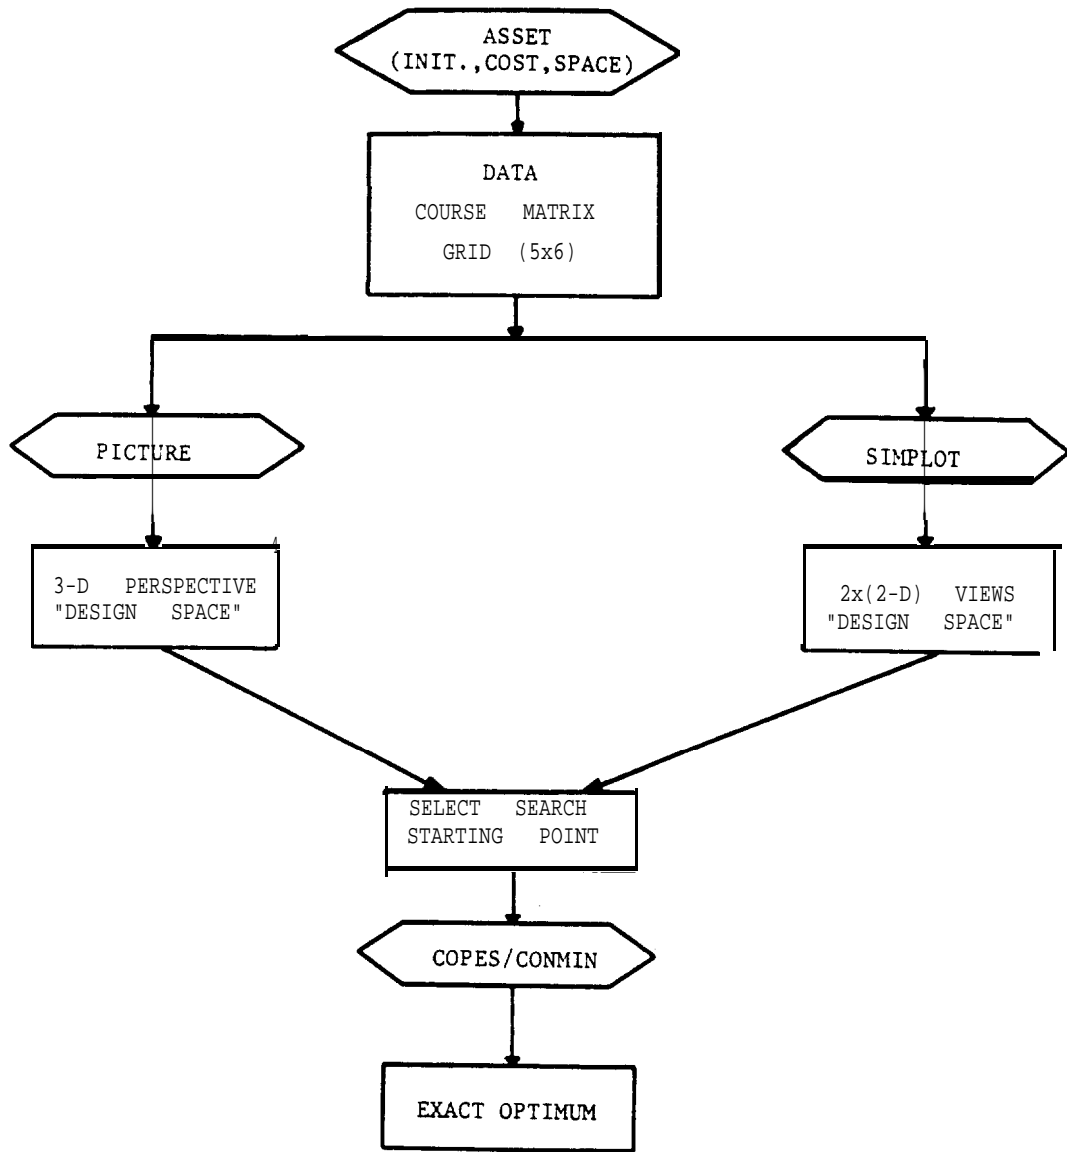 ASSET
(INIT.,COST,SPACE)
DATA
COURSE MATRIX
GRID (5x6)
PICTURE
SIMPLOT
3-D PERSPECTIVE
"DESIGN SPACE"
2x(2-D) VIEWS
"DESIGN SPACE"
SELECT SEARCH
STARTING POINT
COPES/CONMIN
EXACT OPTIMUM